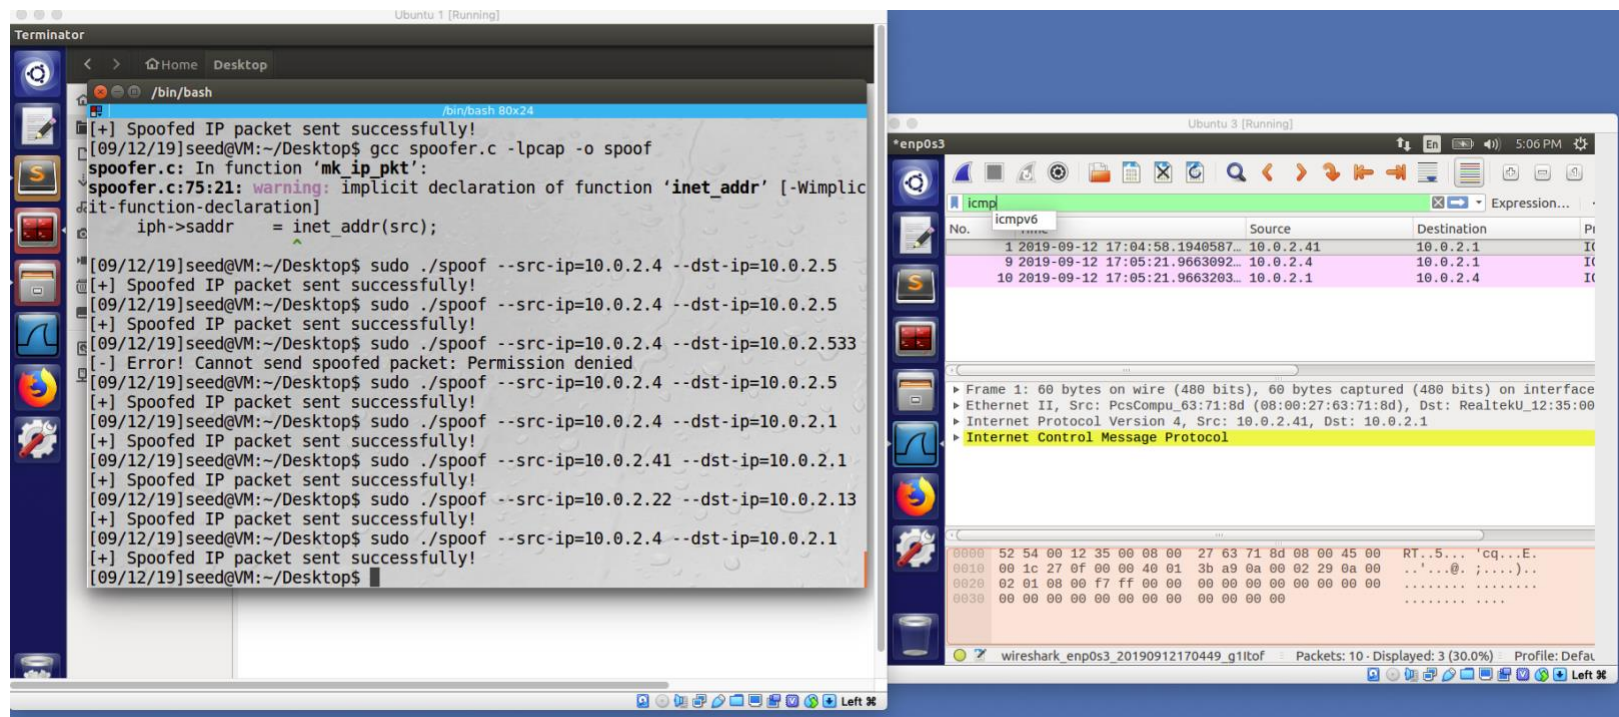 Ubuntu 1 [Running]
Terminator
Home Desktop
/bin/bash
/bin/bash 80x24
[+] Spoofed IP packet sent successfully!
[09/12/19]seed@VM:~/Desktop$ gcc spoofer.c -lpcap -o spoof
spoofer.c: In function ‘mk_ip_pkt’:
spoofer.c:75:21: warning: implicit declaration of function ‘inet_addr’ [-Wimplic
it-function-declaration]
iph->saddr    = inet_addr(src);
^
[09/12/19]seed@VM:~/Desktop$ sudo ./spoof --src-ip=10.0.2.4 --dst-ip=10.0.2.5
[+] Spoofed IP packet sent successfully!
[09/12/19]seed@VM:~/Desktop$ sudo ./spoof --src-ip=10.0.2.4 --dst-ip=10.0.2.5
[+] Spoofed IP packet sent successfully!
[09/12/19]seed@VM:~/Desktop$ sudo ./spoof --src-ip=10.0.2.4 --dst-ip=10.0.2.533
[-] Error! Cannot send spoofed packet: Permission denied
[09/12/19]seed@VM:~/Desktop$ sudo ./spoof --src-ip=10.0.2.4 --dst-ip=10.0.2.5
[+] Spoofed IP packet sent successfully!
[09/12/19]seed@VM:~/Desktop$ sudo ./spoof --src-ip=10.0.2.4 --dst-ip=10.0.2.1
[+] Spoofed IP packet sent successfully!
[09/12/19]seed@VM:~/Desktop$ sudo ./spoof --src-ip=10.0.2.41 --dst-ip=10.0.2.1
[+] Spoofed IP packet sent successfully!
[09/12/19]seed@VM:~/Desktop$ sudo ./spoof --src-ip=10.0.2.22 --dst-ip=10.0.2.13
[+] Spoofed IP packet sent successfully!
[09/12/19]seed@VM:~/Desktop$ sudo ./spoof --src-ip=10.0.2.4 --dst-ip=10.0.2.1
[+] Spoofed IP packet sent successfully!
[09/12/19]seed@VM:~/Desktop$
Left ⌘
Ubuntu 3 [Running]
*enp0s3 En 5:06 PM
icmp Expression...
icmpv6
No. Source Destination
1 2019-09-12 17:04:58.1940587… 10.0.2.41 10.0.2.1
9 2019-09-12 17:05:21.9663092… 10.0.2.4 10.0.2.1
10 2019-09-12 17:05:21.9663203… 10.0.2.1 10.0.2.4
Frame 1: 60 bytes on wire (480 bits), 60 bytes captured (480 bits) on interface
Ethernet II, Src: PcsCompu_63:71:8d (08:00:27:63:71:8d), Dst: RealtekU_12:35:00
Internet Protocol Version 4, Src: 10.0.2.41, Dst: 10.0.2.1
Internet Control Message Protocol
0000 52 54 00 12 35 00 08 00 27 63 71 8d 08 00 45 00 RT..5... 'cq...E.
0010 00 1c 27 0f 00 00 40 01 3b a9 0a 00 02 29 0a 00 ..'...@. ;....)..
0020 02 01 08 00 f7 ff 00 00 00 00 00 00 00 00 00 00 ........ ........
0030 00 00 00 00 00 00 00 00 00 00 00 00 ........ ....
wireshark_enp0s3_20190912170449_g1Itof Packets: 10 · Displayed: 3 (30.0%) Profile:
Left ⌘